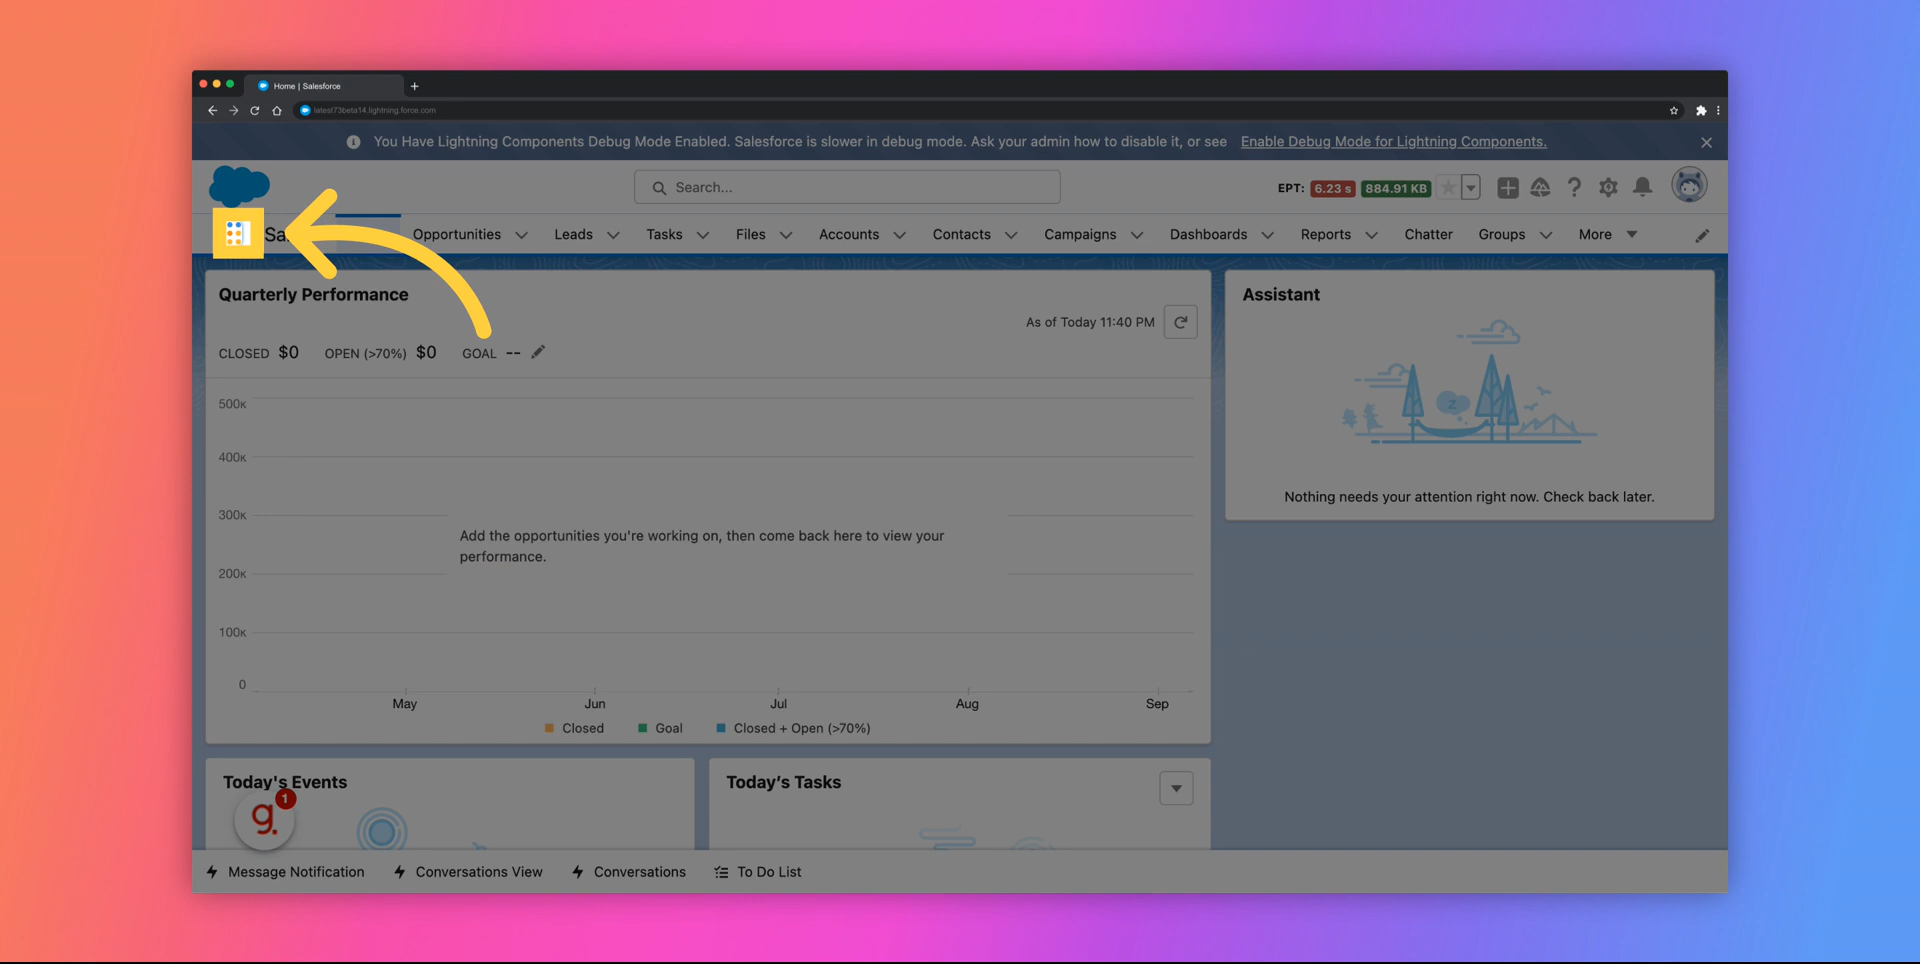 Home | Salesforce
latest73beta14.lightning.force.com
You Have Lightning Components Debug Mode Enabled. Salesforce is slower in debug mode. Ask your admin how to disable it, or see Enable Debug Mode for Lightning Components.
Search...
EPT: 6.23 s 884.91 KB
Sa
Opportunities Leads Tasks Files Accounts Contacts Campaigns Dashboards Reports Chatter Groups More
Quarterly Performance
As of Today 11:40 PM
CLOSED $0 OPEN (>70%) $0 GOAL --
500K
400K
300K
200K
100K
0
Add the opportunities you're working on, then come back here to view your
performance.
May Jun Jul Aug Sep
Closed Goal Closed + Open (>70%)
Assistant
z
Nothing needs your attention right now. Check back later.
Today's Events
Today's Tasks
g. 1
Message Notification Conversations View Conversations To Do List